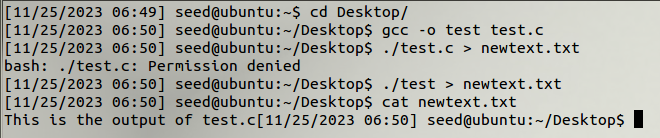 [11/25/2023 06:49] seed@ubuntu:~$ cd Desktop/
[11/25/2023 06:50] seed@ubuntu:~/Desktop$ gcc -o test test.c
[11/25/2023 06:50] seed@ubuntu:~/Desktop$ ./test.c > newtext.txt
bash: ./test.c: Permission denied
[11/25/2023 06:50] seed@ubuntu:~/Desktop$ ./test > newtext.txt
[11/25/2023 06:50] seed@ubuntu:~/Desktop$ cat newtext.txt
This is the output of test.c[11/25/2023 06:50] seed@ubuntu:~/Desktop$